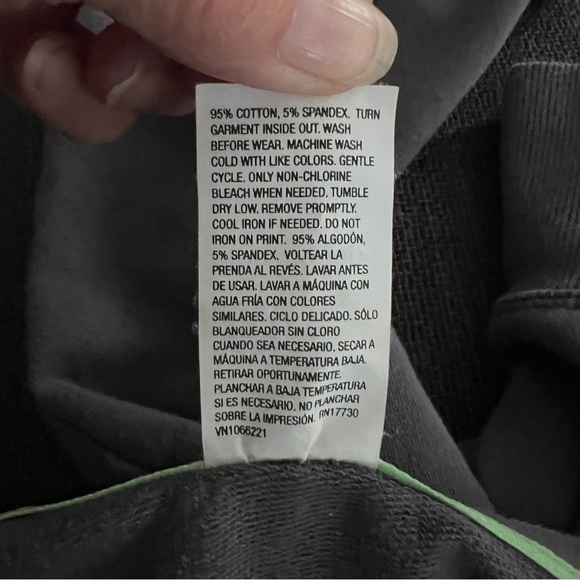 95% COTTON, 5% SPANDEX. TURN
GARMENT INSIDE OUT. WASH
BEFORE WEAR. MACHINE WASH
COLD WITH LIKE COLORS. GENTLE
CYCLE. ONLY NON-CHLORINE
BLEACH WHEN NEEDED. TUMBLE
DRY LOW. REMOVE PROMPTLY.
COOL IRON IF NEEDED. DO NOT
IRON ON PRINT. 95% ALGODÓN,
5% SPANDEX. VOLTEAR LA
PRENDA AL REVÉS. LAVAR ANTES
DE USAR. LAVAR A MÁQUINA CON
AGUA FRÍA CON COLORES
SIMILARES. CICLO DELICADO. SÓLO
BLANQUEADOR SIN CLORO
CUANDO SEA NECESARIO. SECAR A
MÁQUINA A TEMPERATURA BAJA.
RETIRAR OPORTUNAMENTE.
PLANCHAR A BAJA TEMPERATURA
SI ES NECESARIO. NO PLANCHAR
SOBRE LA IMPRESIÓN. RN17730
VN1066221